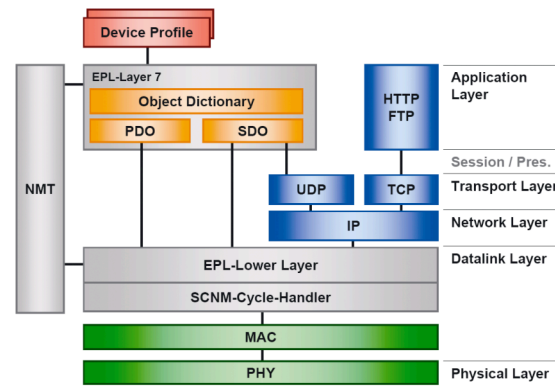 Device Profile
EPL-Layer 7
Object Dictionary
PDO
SDO
NMT
HTTP
FTP
UDP
TCP
IP
EPL-Lower Layer
SCNM-Cycle-Handler
MAC
PHY
Application
Layer
Session / Pres.
Transport Layer
Network Layer
Datalink Layer
Physical Layer